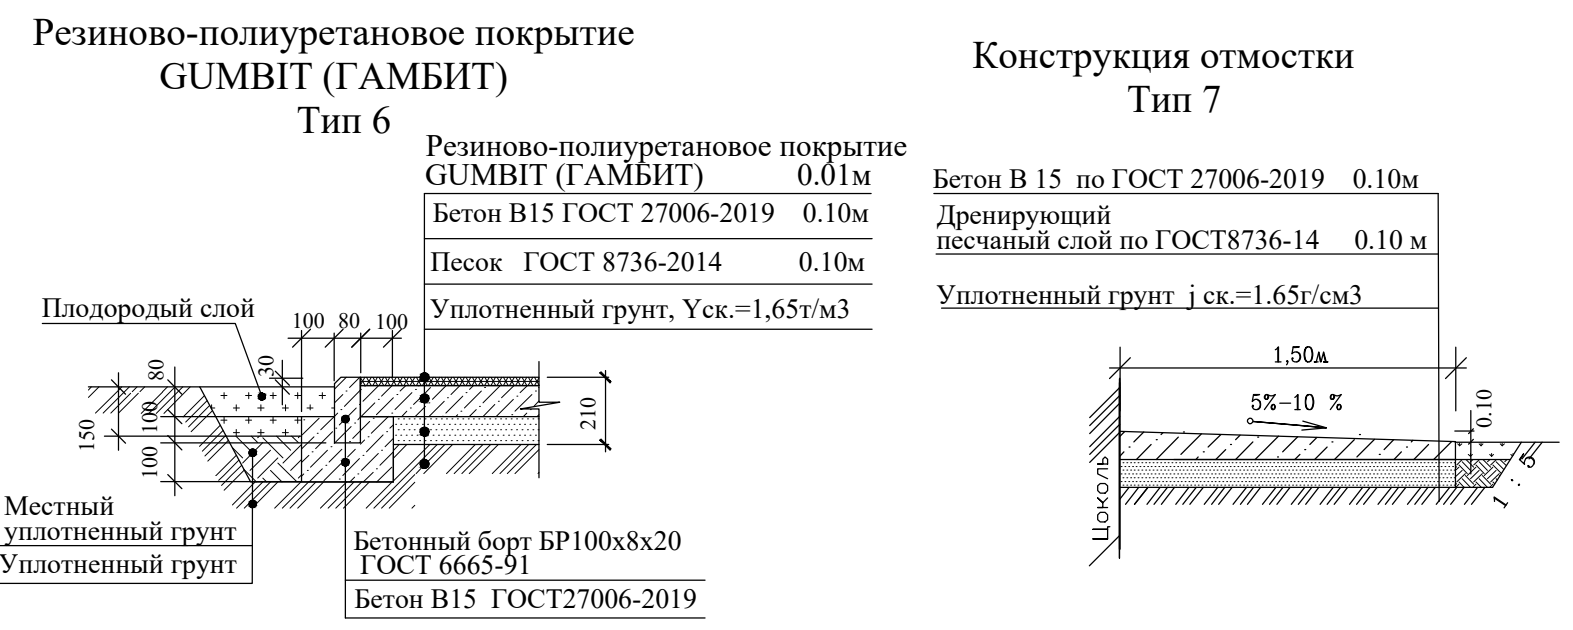 Резиново-полиуретановое покрытие
GUMBIT (ГАМБИТ)
Тип 6
Резиново-полиуретановое покрытие
GUMBIT (ГАМБИТ) 0.01м
Бетон В15 ГОСТ 27006-2019 0.10м
Песок ГОСТ 8736-2014 0.10м
Уплотненный грунт, Yск.=1,65т/м3
Плодородый слой
100 80 100
30
80
100
150
100
210
Местный
уплотненный грунт
Уплотненный грунт
Бетонный борт БР100х8х20
ГОСТ 6665-91
Бетон В15 ГОСТ27006-2019
Конструкция отмостки
Тип 7
Бетон В 15 по ГОСТ 27006-2019 0.10м
Дренирующий
песчаный слой по ГОСТ8736-14 0.10 м
Уплотненный грунт j ск.=1.65г/см3
1,50м
5%-10 %
0.10
Цоколь
1 : 5